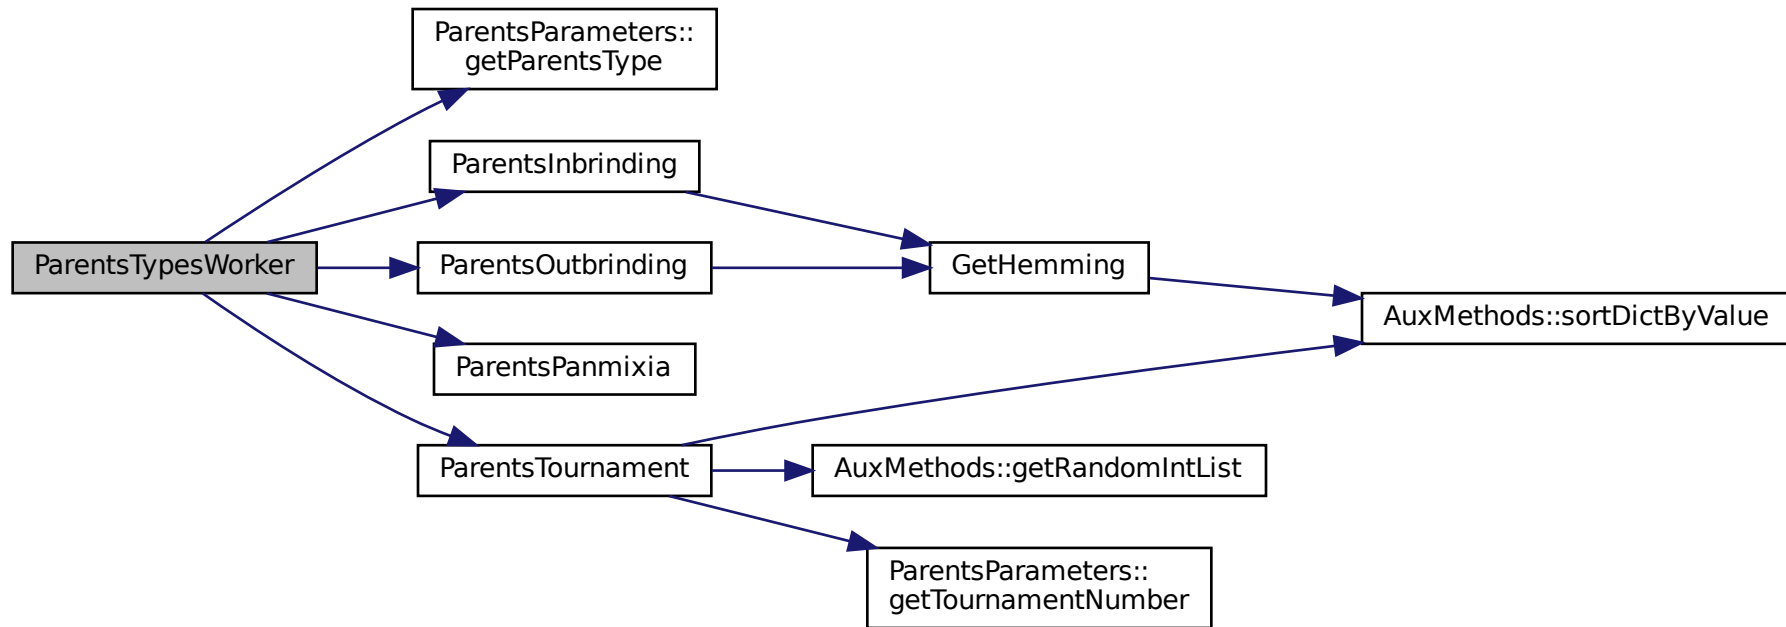 ParentsParameters::
getParentsType
ParentsInbrinding
ParentsTypesWorker
ParentsOutbrinding
GetHemming
AuxMethods::sortDictByValue
ParentsPanmixia
ParentsTournament
AuxMethods::getRandomIntList
ParentsParameters::
getTournamentNumber